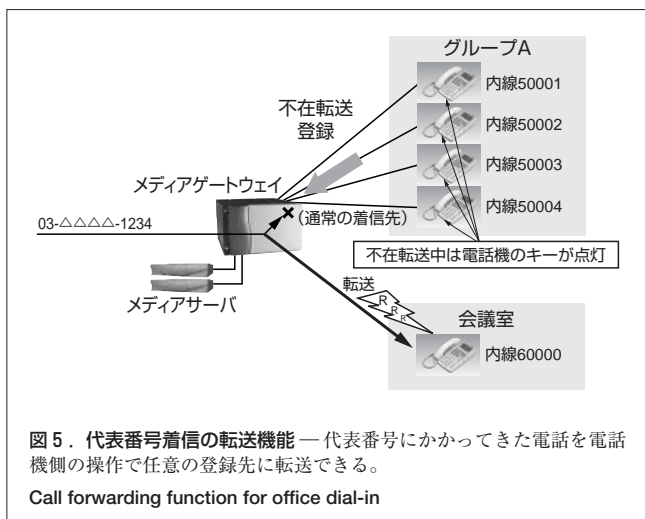 グループA
内線50001
不在転送
登録
内線50002
内線50003
メディアゲートウェイ
(通常の着信先)
内線50004
03-△△△△-1234
不在転送中は電話機のキーが点灯
転送
R
R
R
メディアサーバ
会議室
内線60000
図5．代表番号着信の転送機能 — 代表番号にかかってきた電話を電話
機側の操作で任意の登録先に転送できる。
Call forwarding function for office dial-in